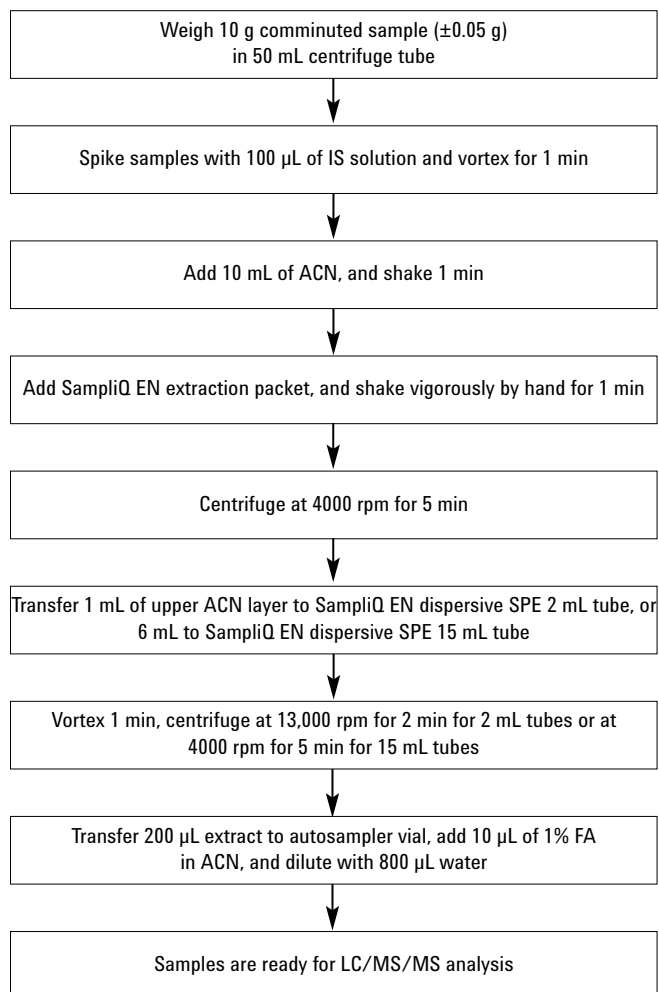 Weigh 10 g comminuted sample (±0.05 g)
in 50 mL centrifuge tube
Spike samples with 100 µL of IS solution and vortex for 1 min
Add 10 mL of ACN, and shake 1 min
Add SampliQ EN extraction packet, and shake vigorously by hand for 1 min
Centrifuge at 4000 rpm for 5 min
Transfer 1 mL of upper ACN layer to SampliQ EN dispersive SPE 2 mL tube, or
6 mL to SampliQ EN dispersive SPE 15 mL tube
Vortex 1 min, centrifuge at 13,000 rpm for 2 min for 2 mL tubes or at
4000 rpm for 5 min for 15 mL tubes
Transfer 200 µL extract to autosampler vial, add 10 µL of 1% FA
in ACN, and dilute with 800 µL water
Samples are ready for LC/MS/MS analysis